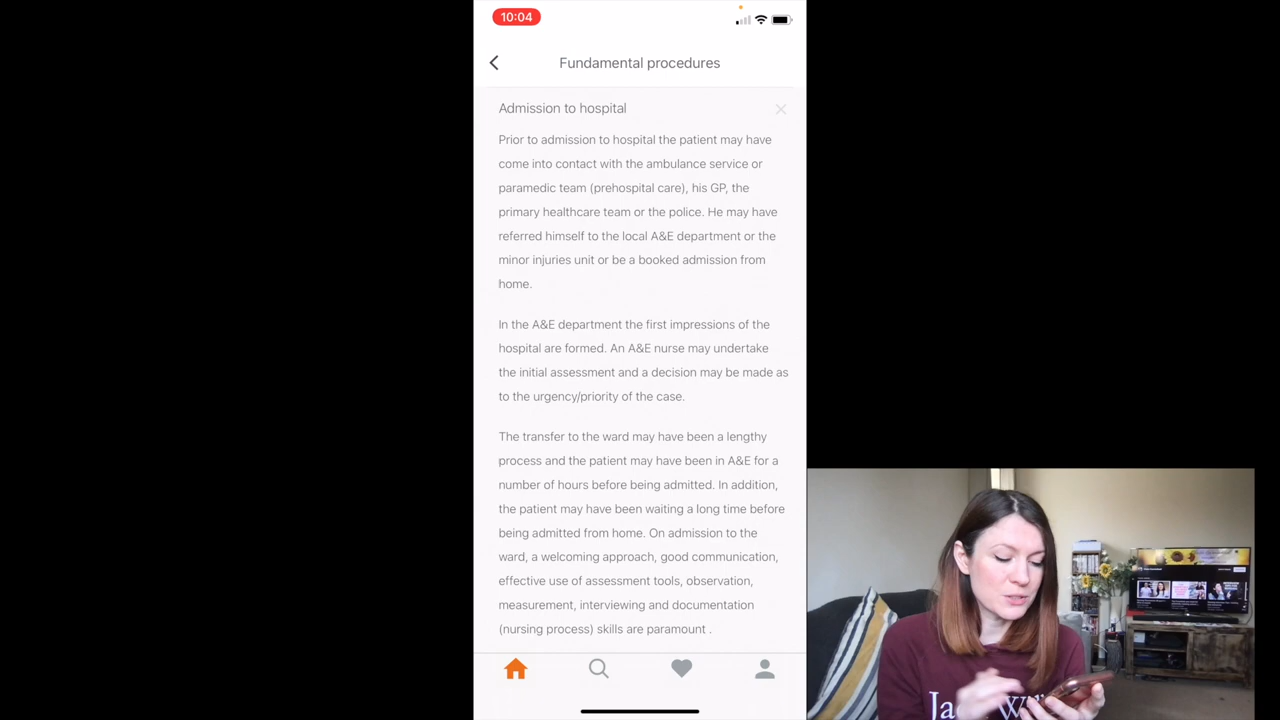 10:04
Fundamental procedures
Admission to hospital
Prior to admission to hospital the patient may have
come into contact with the ambulance service or
paramedic team (prehospital care), his GP, the
primary healthcare team or the police. He may have
referred himself to the local A&E department or the
minor injuries unit or be a booked admission from
home.
In the A&E department the first impressions of the
hospital are formed. An A&E nurse may undertake
the initial assessment and a decision may be made as
to the urgency/priority of the case.
The transfer to the ward may have been a lengthy
process and the patient may have been in A&E for a
number of hours before being admitted. In addition,
the patient may have been waiting a long time before
being admitted from home. On admission to the
ward, a welcoming approach, good communication,
effective use of assessment tools, observation,
measurement, interviewing and documentation
(nursing process) skills are paramount .